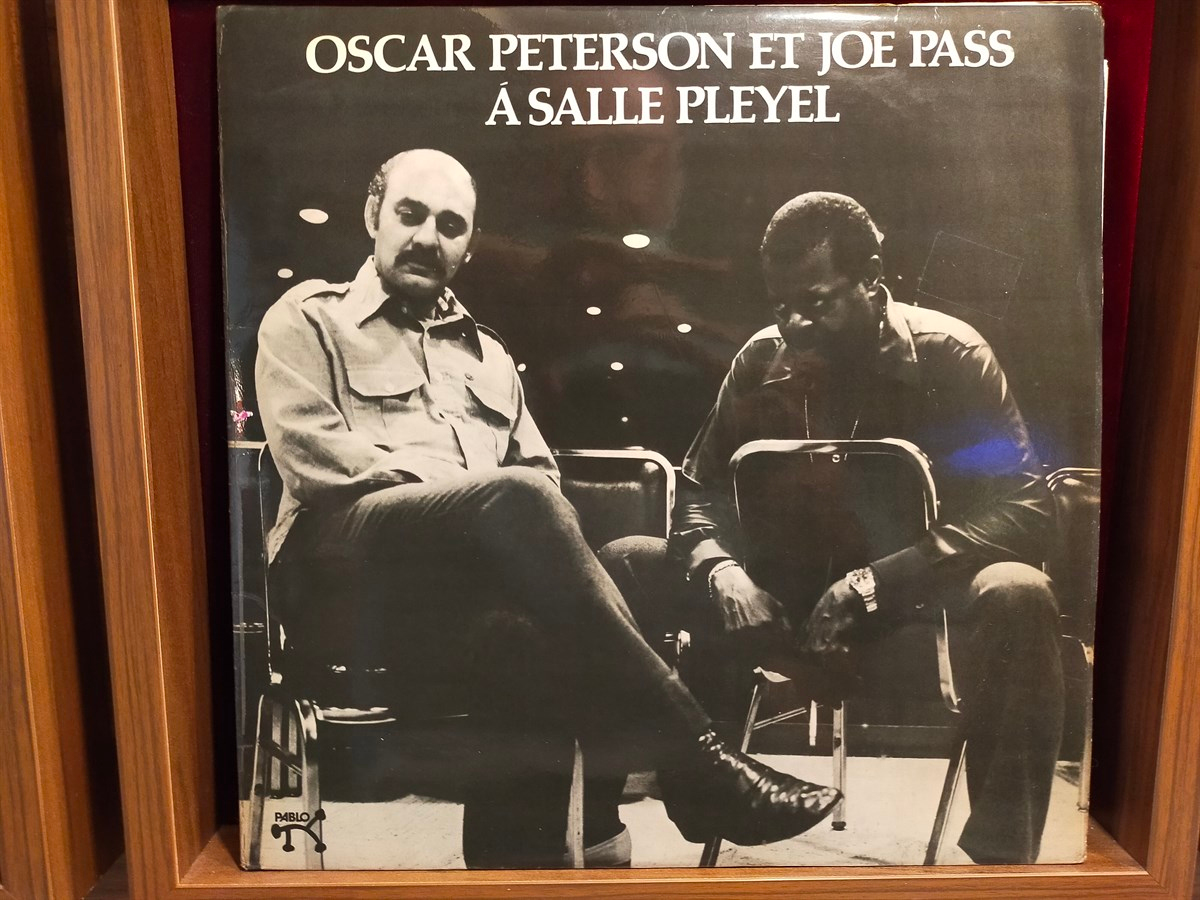 OSCAR PETERSON ET JOE PASS
Á SALLE PLEYEL
PABLO